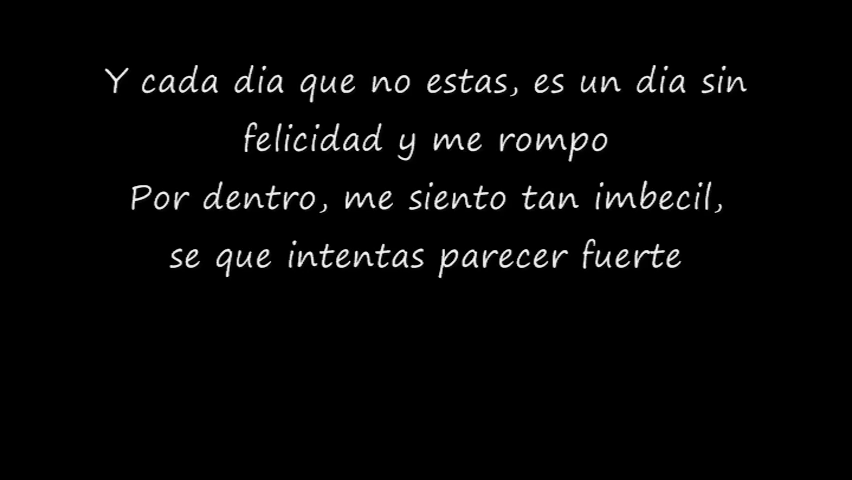 Y cada dia que no estas, es un dia sin
felicidad y me rompo
Por dentro, me siento tan imbecil,
se que intentas parecer fuerte